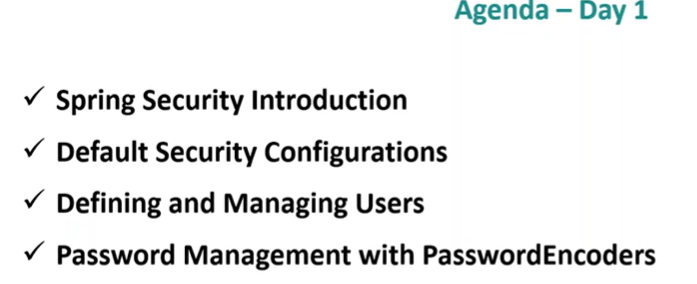 Agenda – Day 1
✓ Spring Security Introduction
✓ Default Security Configurations
✓ Defining and Managing Users
✓ Password Management with PasswordEncoders